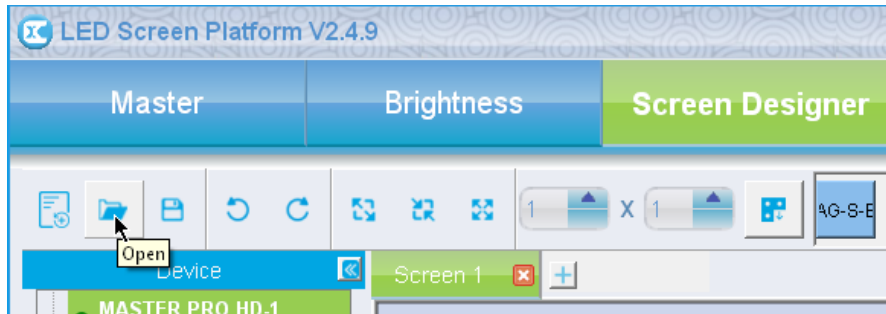 LED Screen Platform V2.4.9
Master Brightness Screen Designer
1 X 1 AG-S-E
Open
Device Screen 1
MASTER PRO HD-1